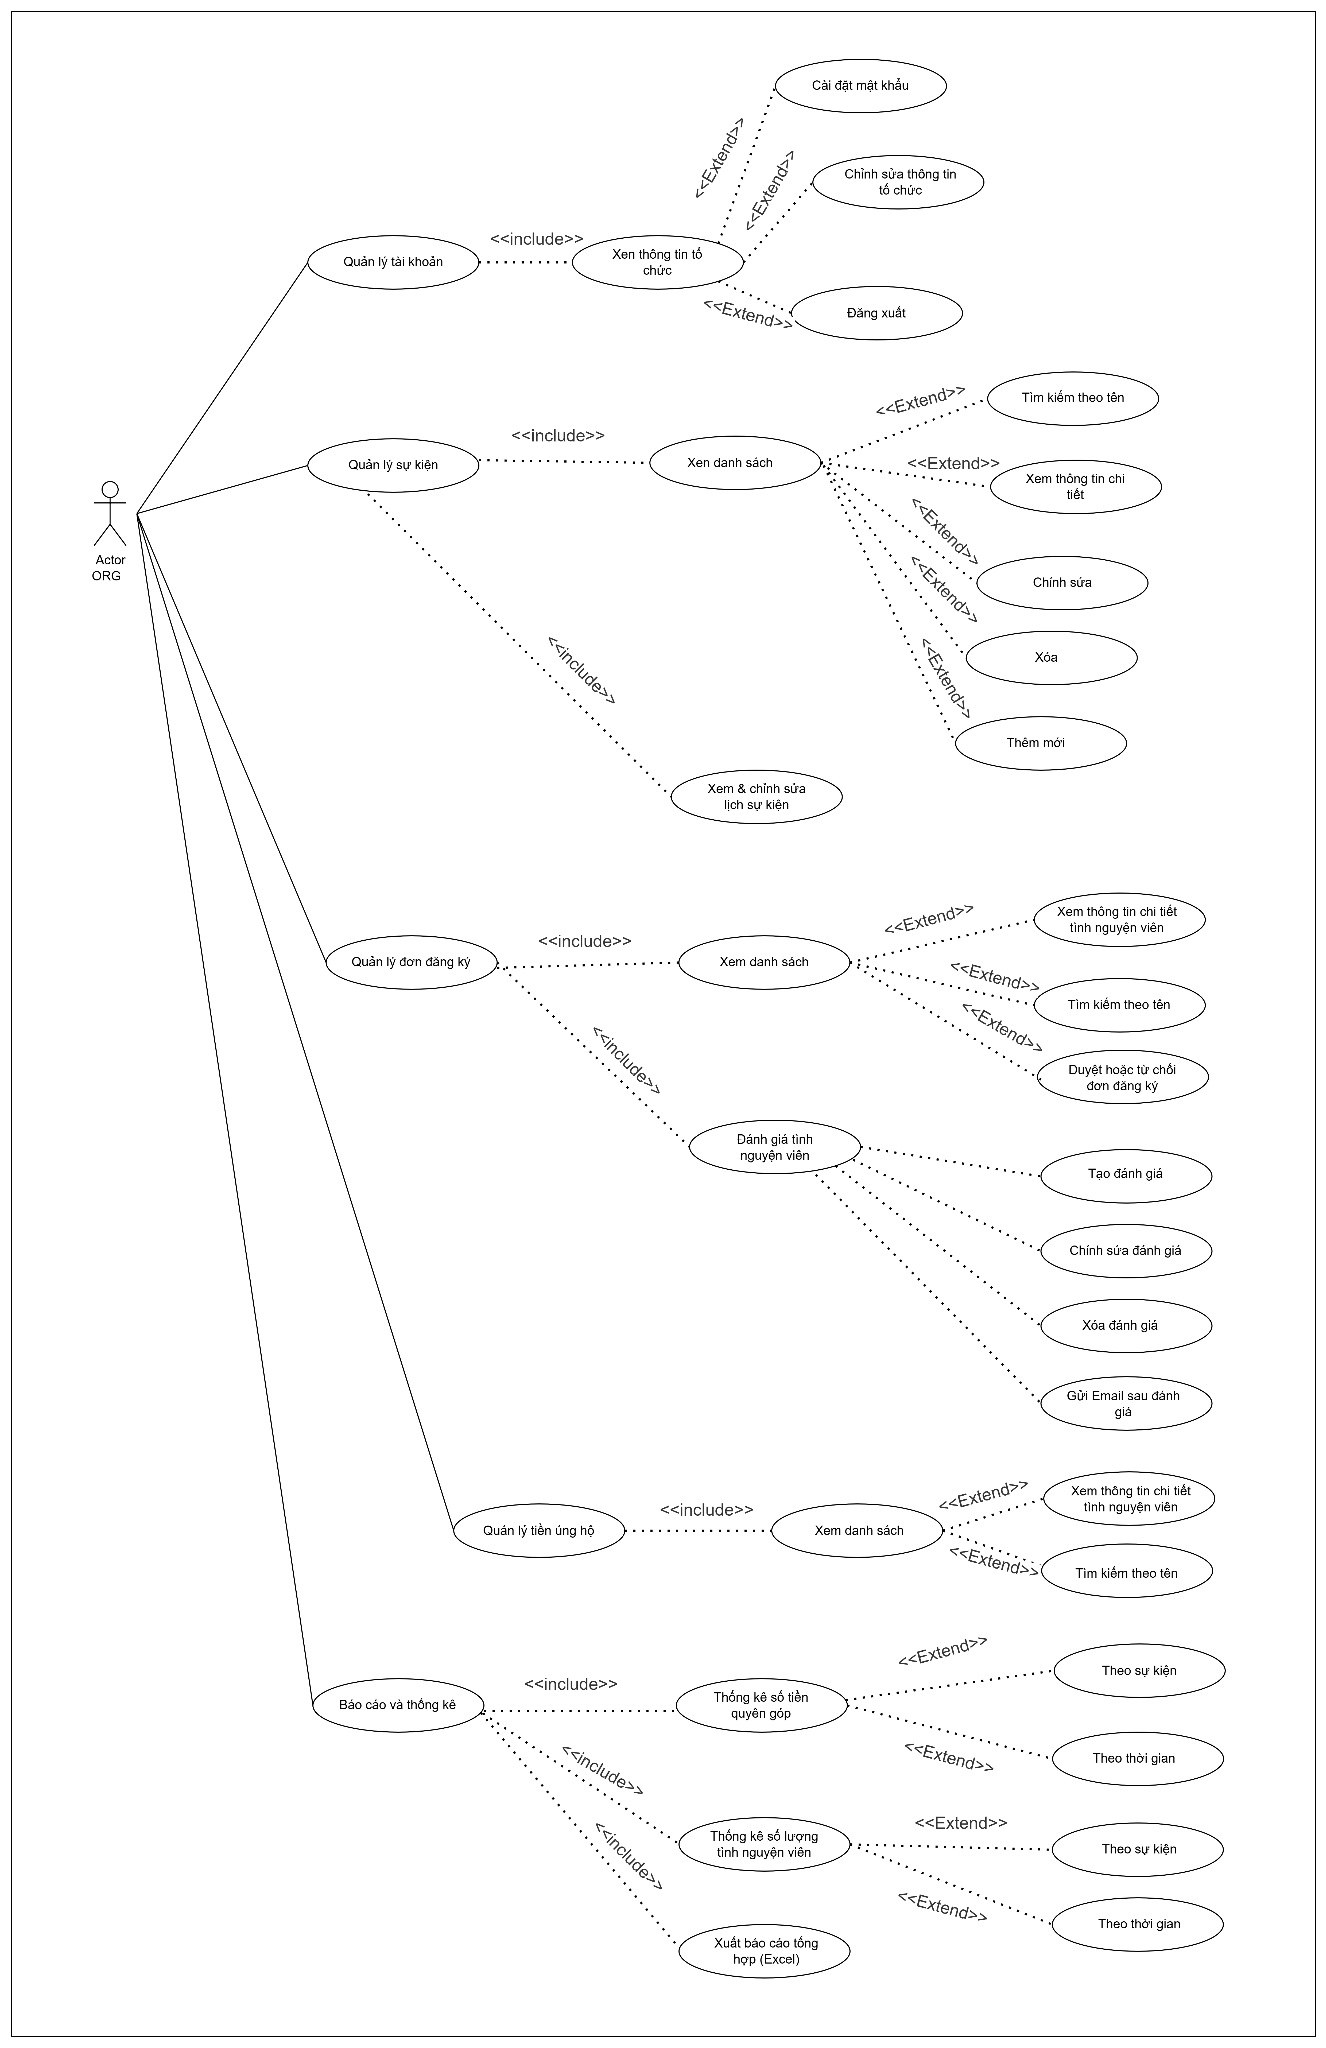 Cài đặt mật khẩu
<<Extend>>
<<Extend>>
Chỉnh sửa thông tin
tổ chức
<<include>>
Quản lý tài khoản
Xen thông tin tổ
chức
<<Extend>>
Đăng xuất
<<Extend>>
Tìm kiếm theo tên
<<include>>
Quản lý sự kiện
Xen danh sách
<<Extend>>
Xem thông tin chi
tiết
<<Extend>>
Actor
ORG
<<Extend>>
Chỉnh sửa
<<include>>
<<Extend>>
Xóa
Thêm mới
Xem & chỉnh sửa
lịch sự kiện
<<Extend>>
Xem thông tin chi tiết
tình nguyện viên
<<include>>
Quản lý đơn đăng ký
Xem danh sách
<<Extend>>
Tìm kiếm theo tên
<<Extend>>
<<include>>
Duyệt hoặc từ chối
đơn đăng ký
Đánh giá tình
nguyện viên
Tạo đánh giá
Chỉnh sửa đánh giá
Xóa đánh giá
Gửi Email sau đánh
giá
<<Extend>>
Xem thông tin chi tiết
tình nguyện viên
<<include>>
Quản lý tiền ủng hộ
Xem danh sách
<<Extend>>
Tìm kiếm theo tên
<<Extend>>
Theo sự kiện
<<include>>
Báo cáo và thống kê
Thống kê số tiền
quyên góp
<<Extend>>
Theo thời gian
<<include>>
<<Extend>>
Thống kê số lượng
tình nguyện viên
Theo sự kiện
<<include>>
<<Extend>>
Theo thời gian
Xuất báo cáo tổng
hợp (Excel)